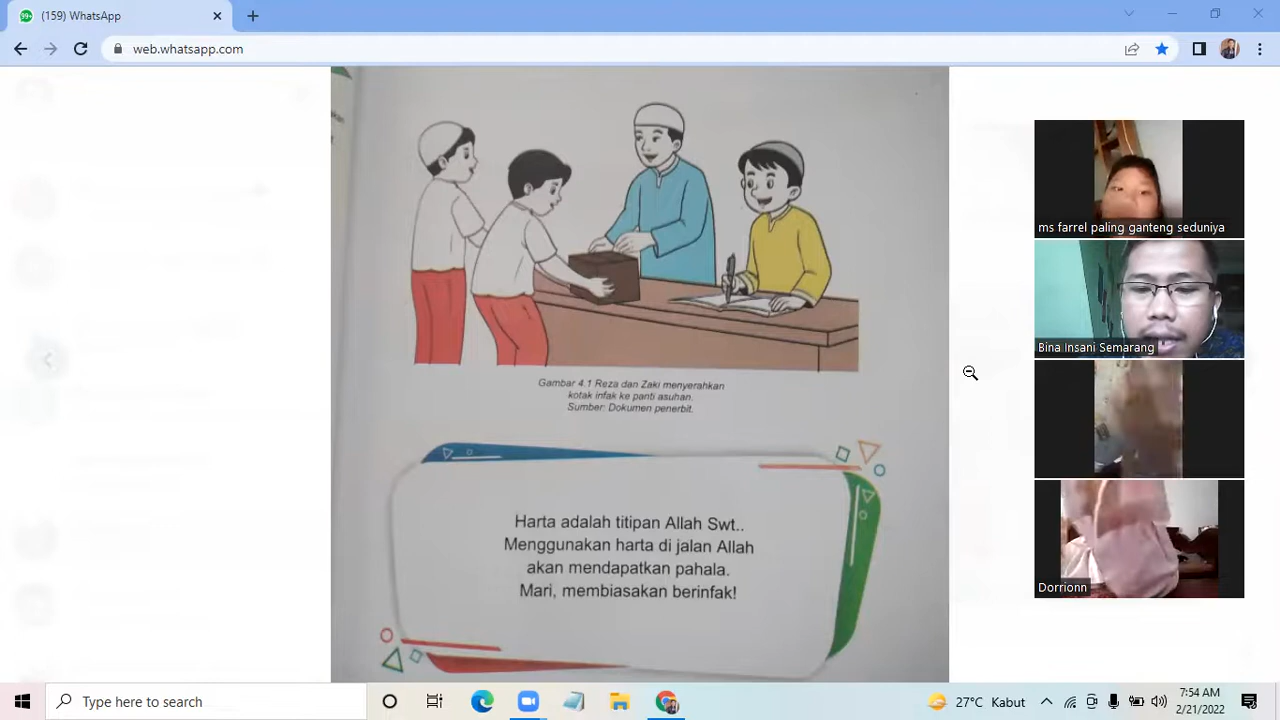 (159) WhatsApp
web.whatsapp.com
Gambar 4.1 Reza dan Zaki menyerahkan
kotak infak ke panti asuhan.
Sumber: Dokumen penerbit.
Harta adalah titipan Allah Swt..
Menggunakan harta di jalan Allah
akan mendapatkan pahala.
Mari, membiasakan berinfak!
ms farrel paling ganteng seduniya
Bina Insani Semarang
Dorrionn
Type here to search
27°C Kabut
7:54 AM
2/21/2022